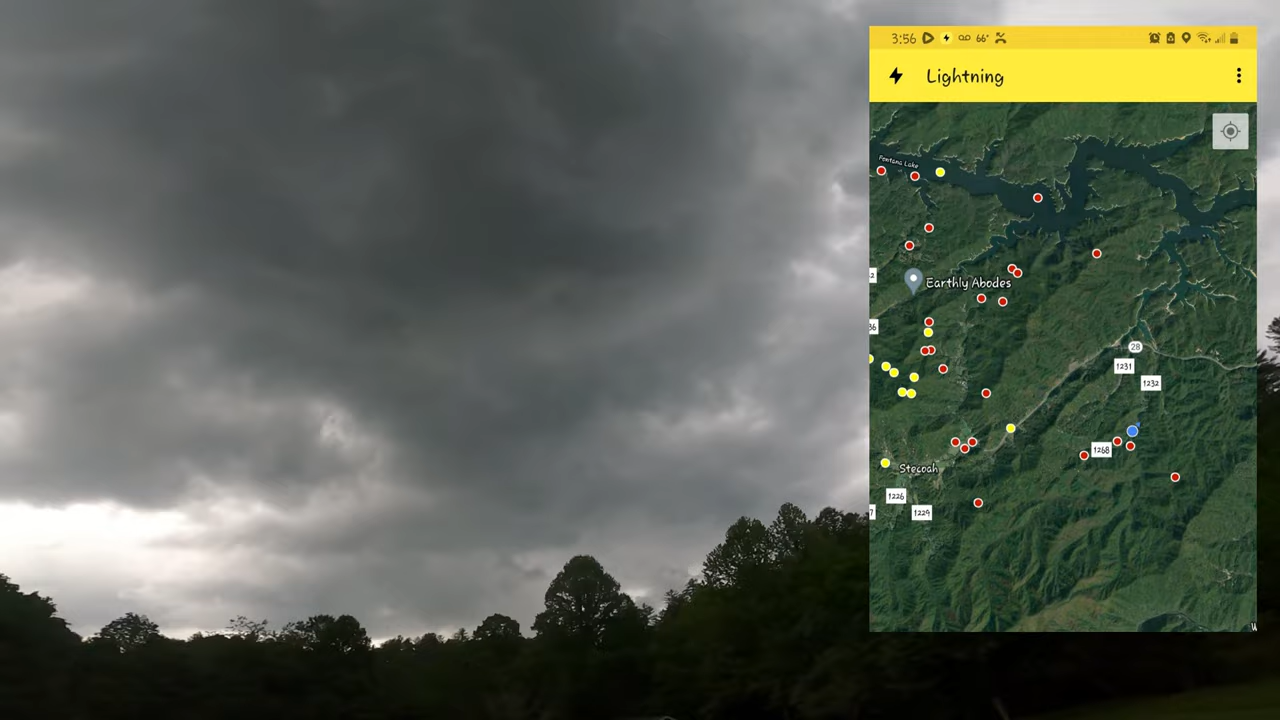 3:56 66°
Lightning
Fontana Lake
Earthly Abodes
28
1231
1232
1268
Stecoah
1226
1229